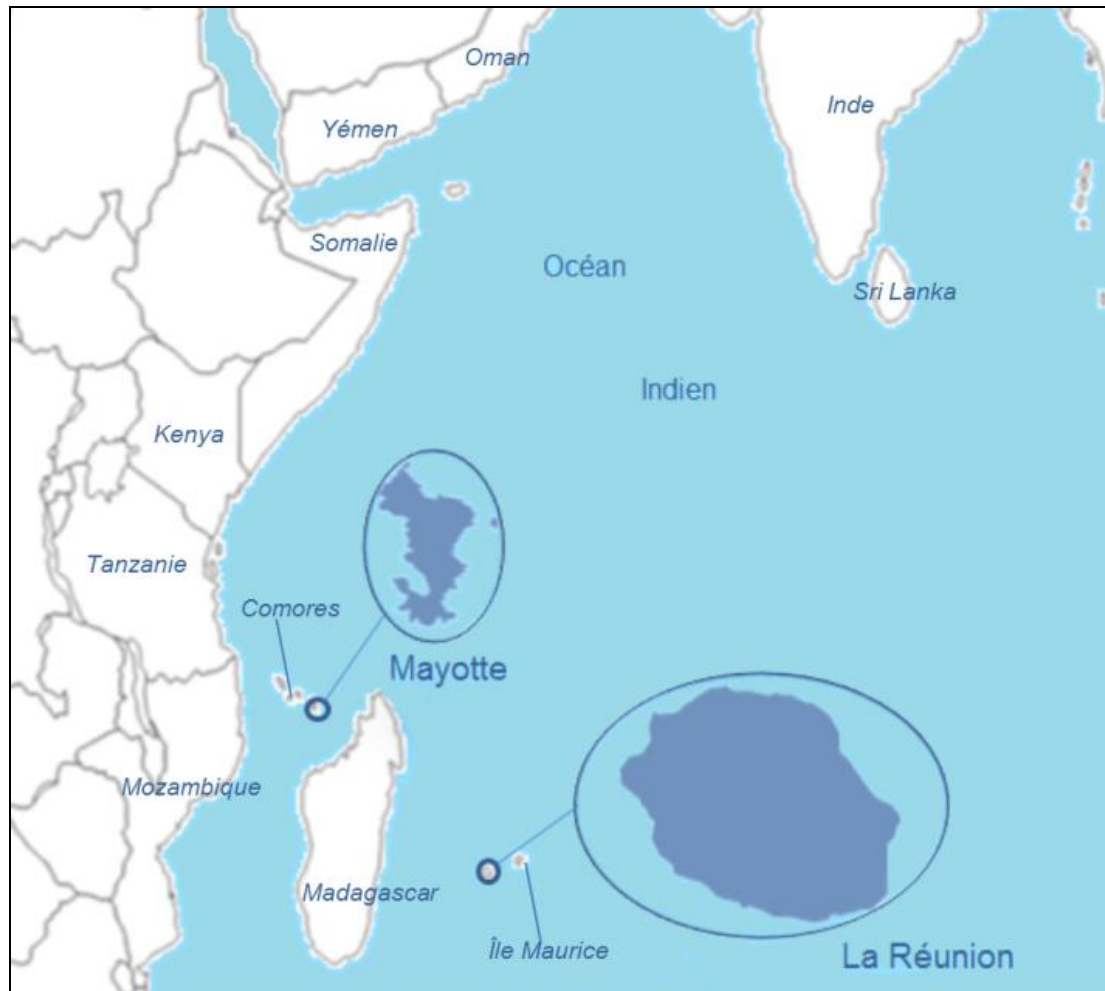 Oman
Inde
Yémen
Somalie
Océan
Sri Lanka
Indien
Kenya
Tanzanie
Comores
Mayotte
Mozambique
Madagascar
Île Maurice
La Réunion